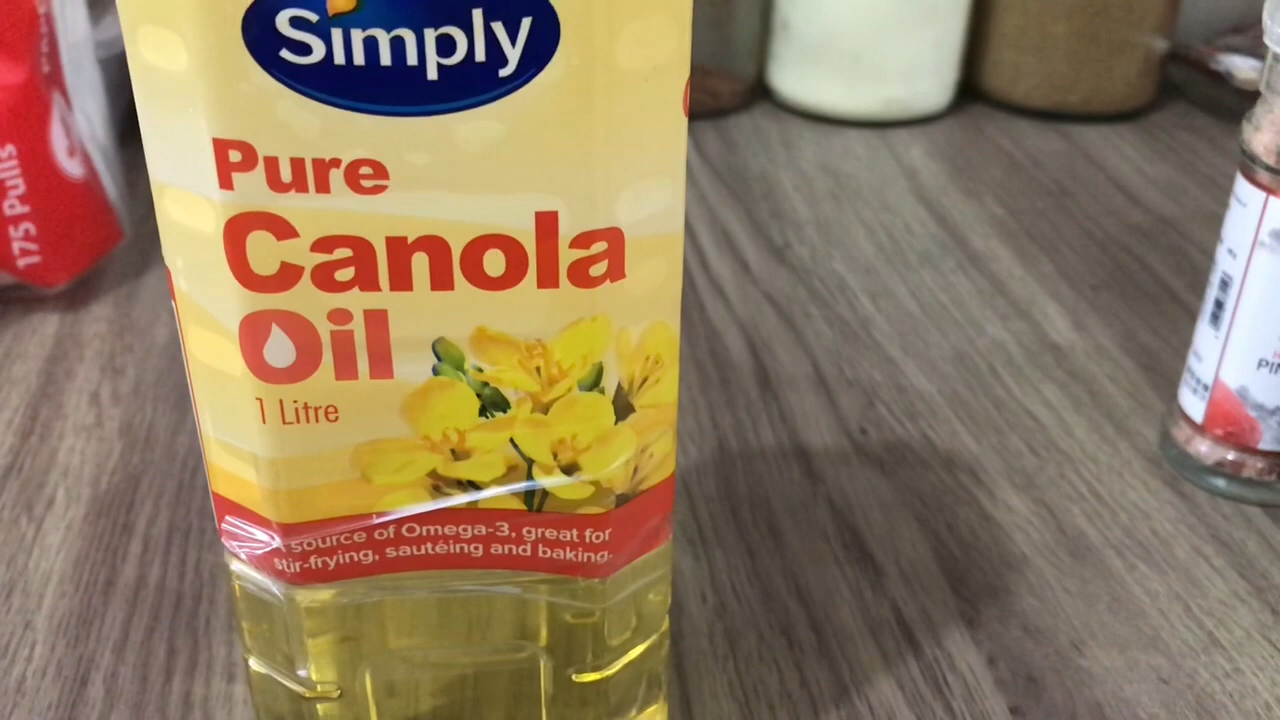 Simply
Pure
Canola
Oil
1 Litre
source of Omega-3, great for
stir-frying, sautéing and baking.
175 Pulls